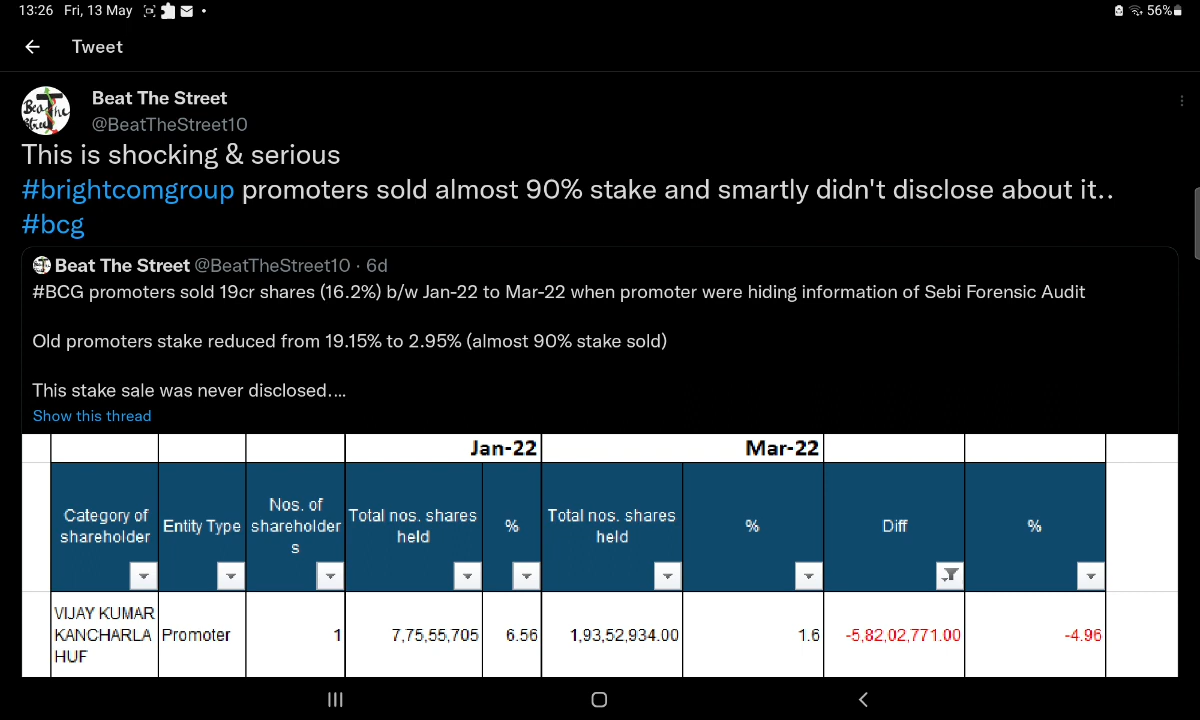 13:26 Fri, 13 May
56%
Tweet
Beat The Street
@BeatTheStreet10
This is shocking & serious
#brightcomgroup promoters sold almost 90% stake and smartly didn't disclose about it..
#bcg
Beat The Street @BeatTheStreet10 · 6d
#BCG promoters sold 19cr shares (16.2%) b/w Jan-22 to Mar-22 when promoter were hiding information of Sebi Forensic Audit
Old promoters stake reduced from 19.15% to 2.95% (almost 90% stake sold)
This stake sale was never disclosed....
Show this thread
Jan-22 Mar-22
Category of shareholder Entity Type Nos. of shareholders Total nos. shares held % Total nos. shares held % Diff %
VIJAY KUMAR KANCHARLA HUF Promoter 1 7,75,55,705 6.56 1,93,52,934.00 1.6 -5,82,02,771.00 -4.96